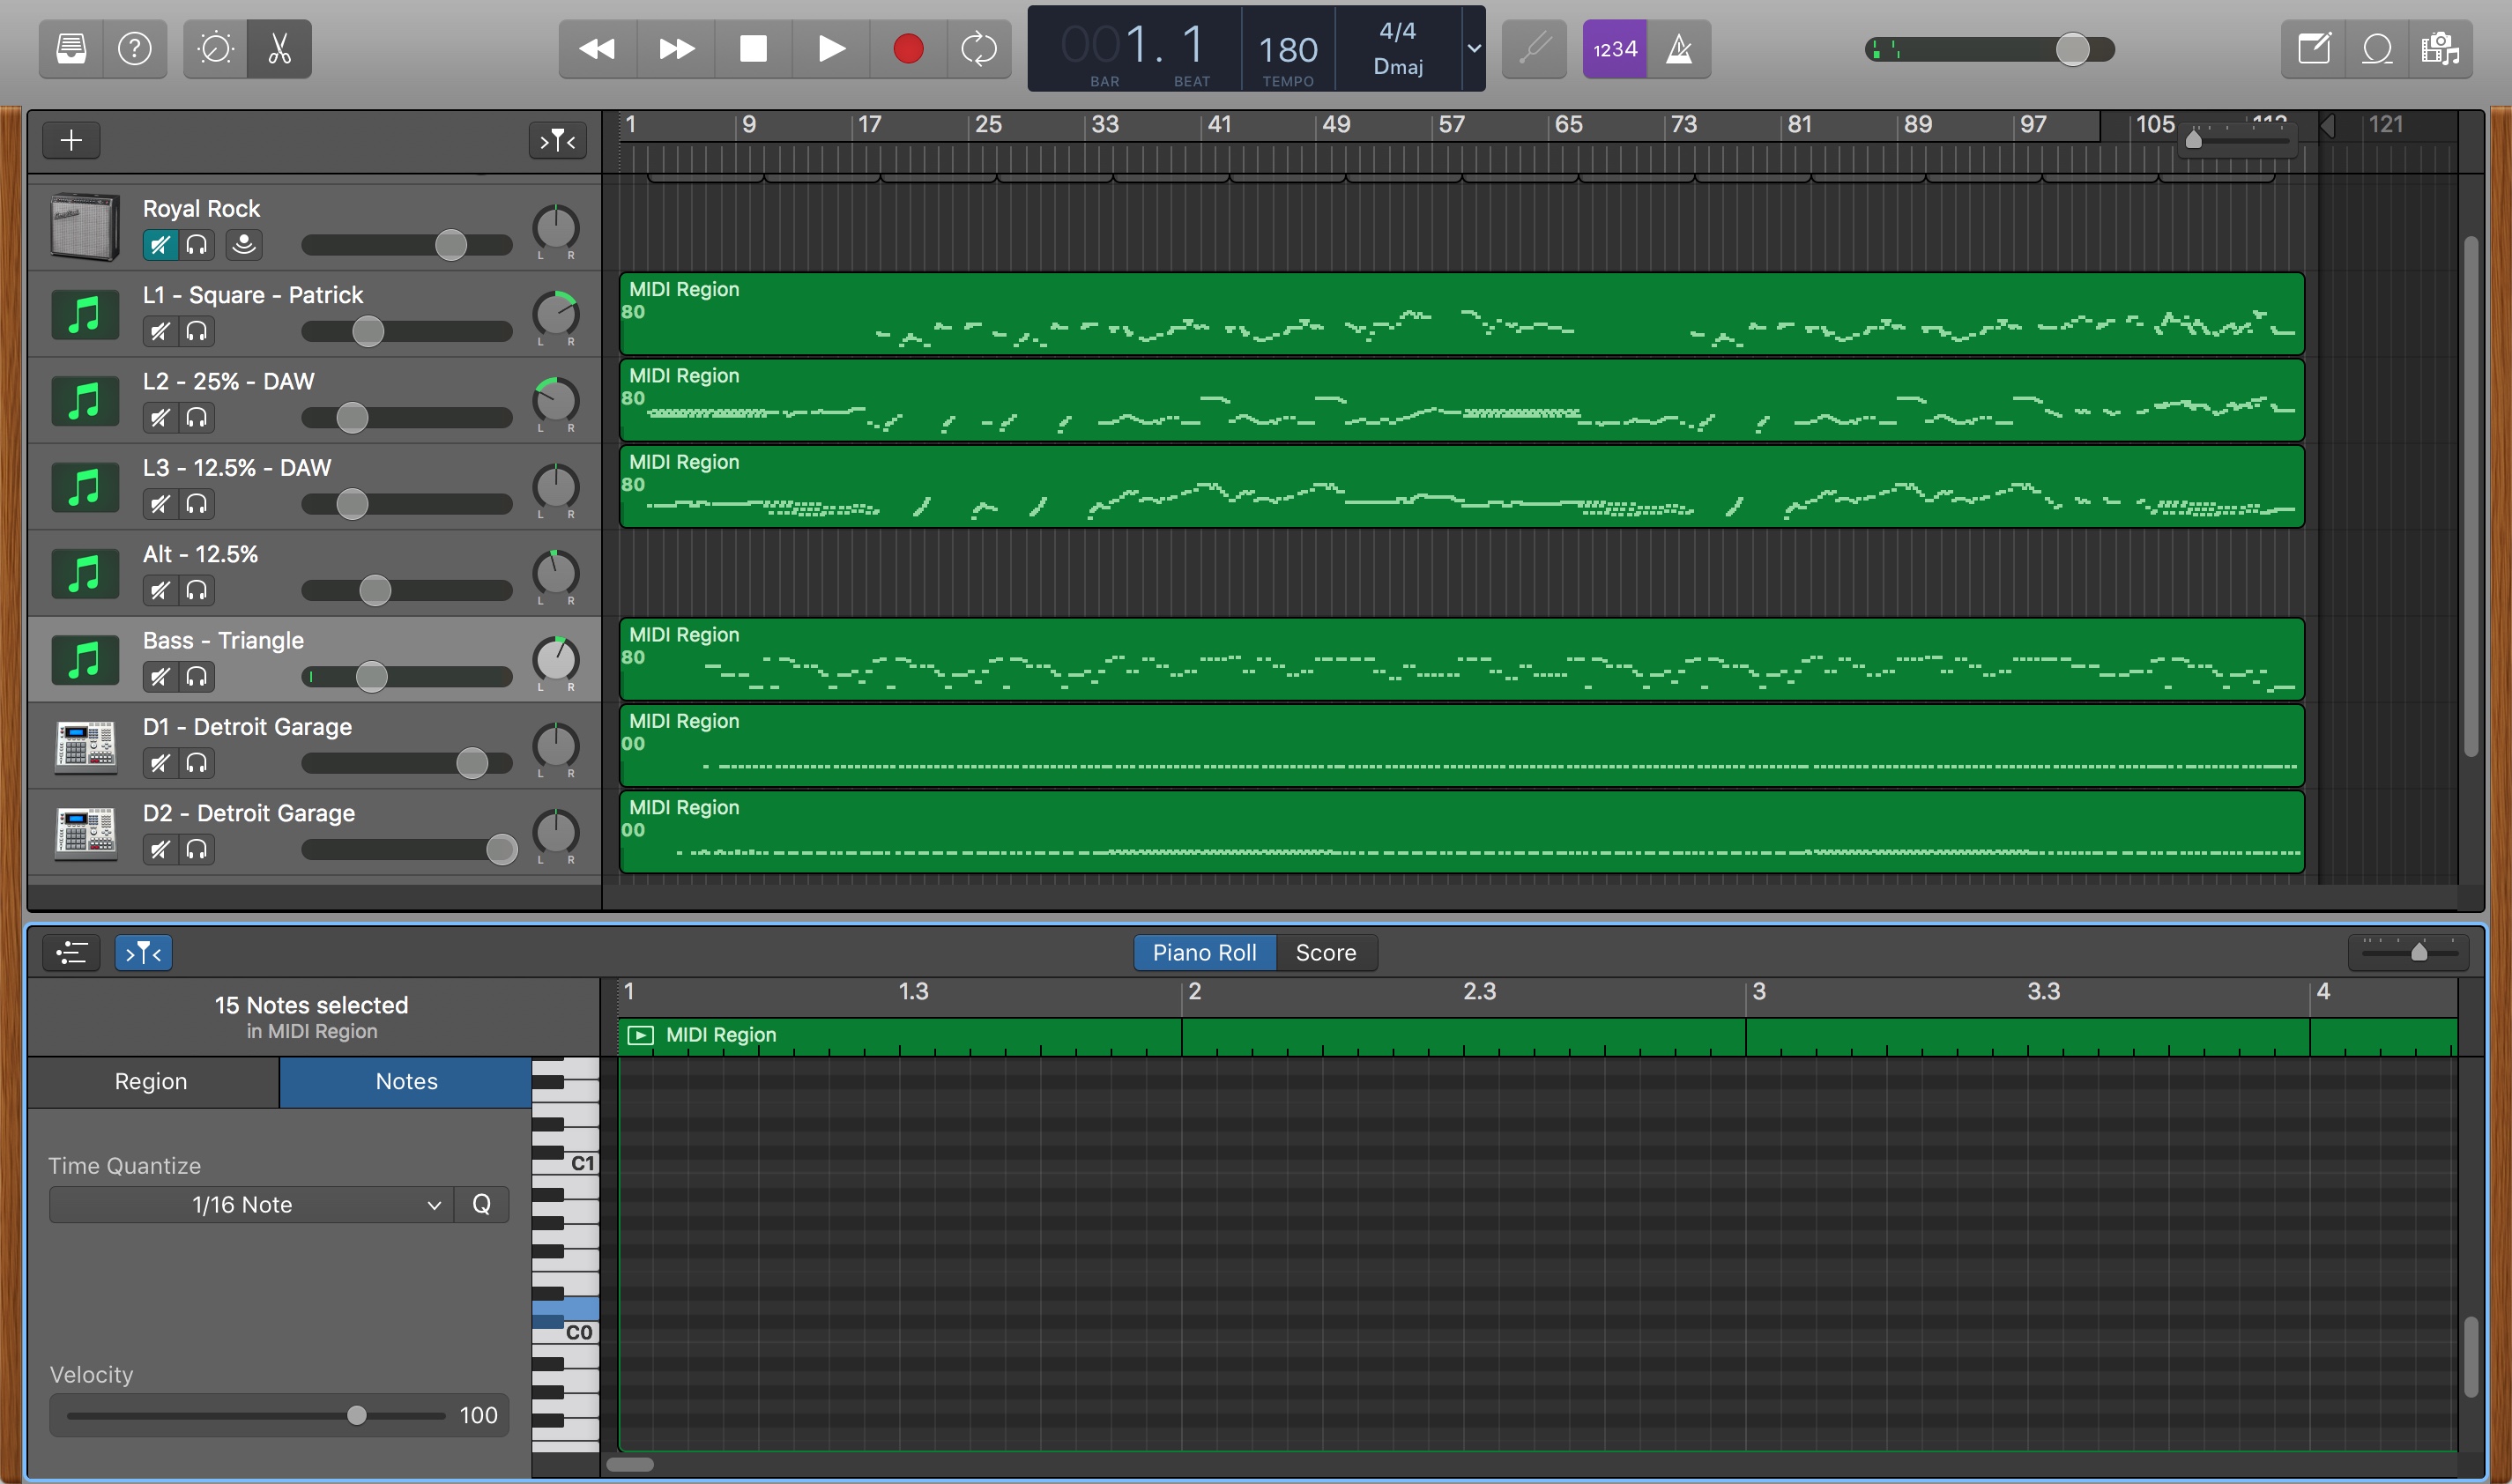 001. 1
BAR BEAT
180
TEMPO
4/4
Dmaj
1234
1 9 17 25 33 41 49 57 65 73 81 89 97 105 113 121
Royal Rock
L R
L1 - Square - Patrick
L R
MIDI Region
80
L2 - 25% - DAW
L R
MIDI Region
80
L3 - 12.5% - DAW
L R
MIDI Region
80
Alt - 12.5%
L R
Bass - Triangle
L R
MIDI Region
80
D1 - Detroit Garage
L R
MIDI Region
00
D2 - Detroit Garage
L R
MIDI Region
00
Piano Roll Score
15 Notes selected
in MIDI Region
1 1.3 2 2.3 3 3.3 4
MIDI Region
Region Notes
C1
Time Quantize
1/16 Note Q
C0
Velocity
100